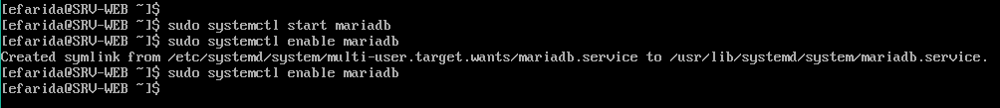 [efarida@SRV-WEB ~]$
[efarida@SRV-WEB ~]$ sudo systemctl start mariadb
[efarida@SRV-WEB ~]$ sudo systemctl enable mariadb
Created symlink from /etc/systemd/system/multi-user.target.wants/mariadb.service to /usr/lib/systemd/system/mariadb.service.
[efarida@SRV-WEB ~]$ sudo systemctl enable mariadb
[efarida@SRV-WEB ~]$